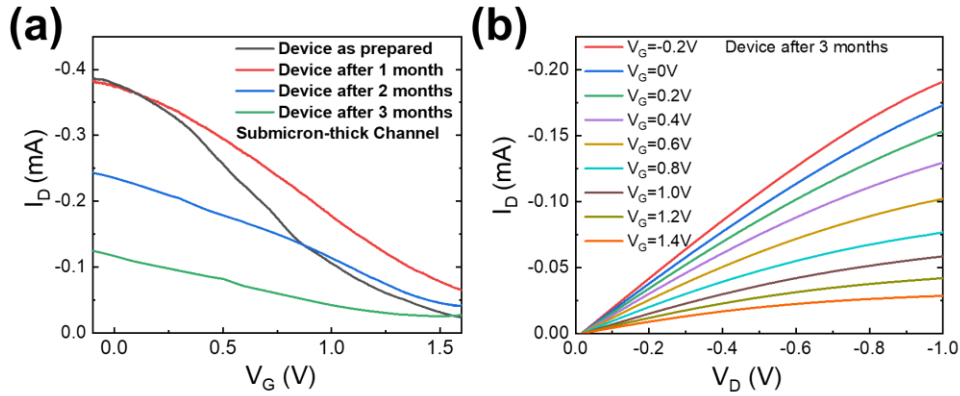 (a)
Device as prepared
Device after 1 month
Device after 2 months
Device after 3 months
Submicron-thick Channel
-0.4
-0.3
-0.2
-0.1
0.0
I_D (mA)
0.0
0.5
1.0
1.5
V_G (V)
(b)
V_G=-0.2V
Device after 3 months
V_G=0V
V_G=0.2V
V_G=0.4V
V_G=0.6V
V_G=0.8V
V_G=1.0V
V_G=1.2V
V_G=1.4V
-0.20
-0.15
-0.10
-0.05
0.00
I_D (mA)
0.0
-0.2
-0.4
-0.6
-0.8
-1.0
V_D (V)